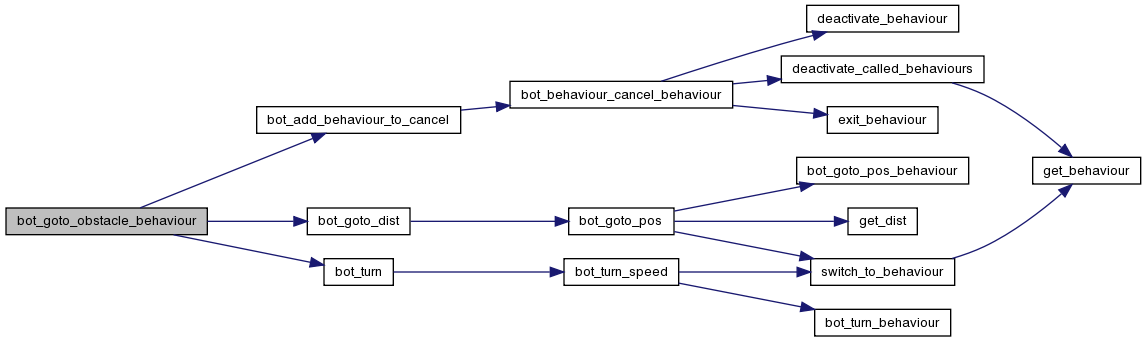 deactivate_behaviour
deactivate_called_behaviours
bot_behaviour_cancel_behaviour
bot_add_behaviour_to_cancel
exit_behaviour
get_behaviour
bot_goto_pos_behaviour
bot_goto_obstacle_behaviour
bot_goto_dist
bot_goto_pos
get_dist
bot_turn
bot_turn_speed
switch_to_behaviour
bot_turn_behaviour